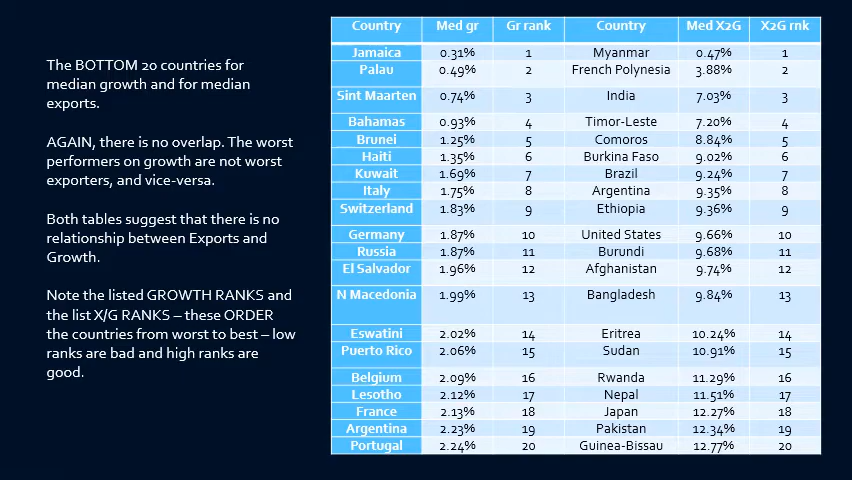 The BOTTOM 20 countries for
median growth and for median
exports.
AGAIN, there is no overlap. The worst
performers on growth are not worst
exporters, and vice-versa.
Both tables suggest that there is no
relationship between Exports and
Growth.
Note the listed GROWTH RANKS and
the list X/G RANKS – these ORDER
the countries from worst to best – low
ranks are bad and high ranks are
good.
Country Med gr Gr rank Country Med X2G X2G rnk
Jamaica 0.31% 1 Myanmar 0.47% 1
Palau 0.49% 2 French Polynesia 3.88% 2
Sint Maarten 0.74% 3 India 7.03% 3
Bahamas 0.93% 4 Timor-Leste 7.20% 4
Brunei 1.25% 5 Comoros 8.84% 5
Haiti 1.35% 6 Burkina Faso 9.02% 6
Kuwait 1.69% 7 Brazil 9.24% 7
Italy 1.75% 8 Argentina 9.35% 8
Switzerland 1.83% 9 Ethiopia 9.36% 9
Germany 1.87% 10 United States 9.66% 10
Russia 1.87% 11 Burundi 9.68% 11
El Salvador 1.96% 12 Afghanistan 9.74% 12
N Macedonia 1.99% 13 Bangladesh 9.84% 13
Eswatini 2.02% 14 Eritrea 10.24% 14
Puerto Rico 2.06% 15 Sudan 10.91% 15
Belgium 2.09% 16 Rwanda 11.29% 16
Lesotho 2.12% 17 Nepal 11.51% 17
France 2.13% 18 Japan 12.27% 18
Argentina 2.23% 19 Pakistan 12.34% 19
Portugal 2.24% 20 Guinea-Bissau 12.77% 20